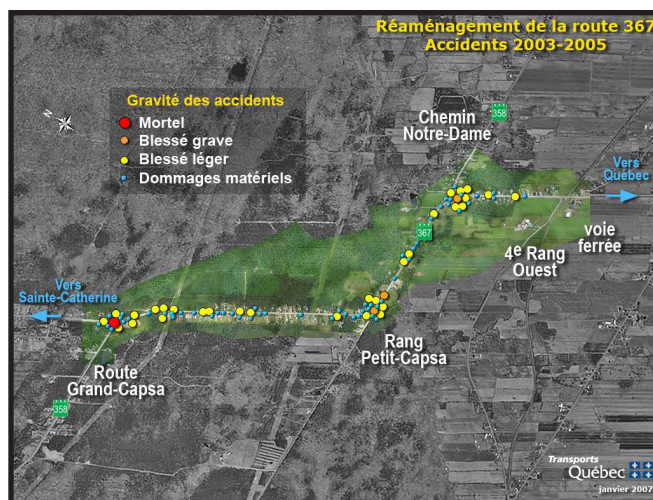 Réaménagement de la route 367
Accidents 2003-2005
Gravité des accidents
Mortel
Blessé grave
Blessé léger
Dommages matériels
N
Chemin
Notre-Dame
358
Vers
Québec
367
4e Rang
Ouest
voie
ferrée
Vers
Sainte-Catherine
Rang
Petit-Capsa
Route
Grand-Capsa
358
Transports
Québec
janvier 2007